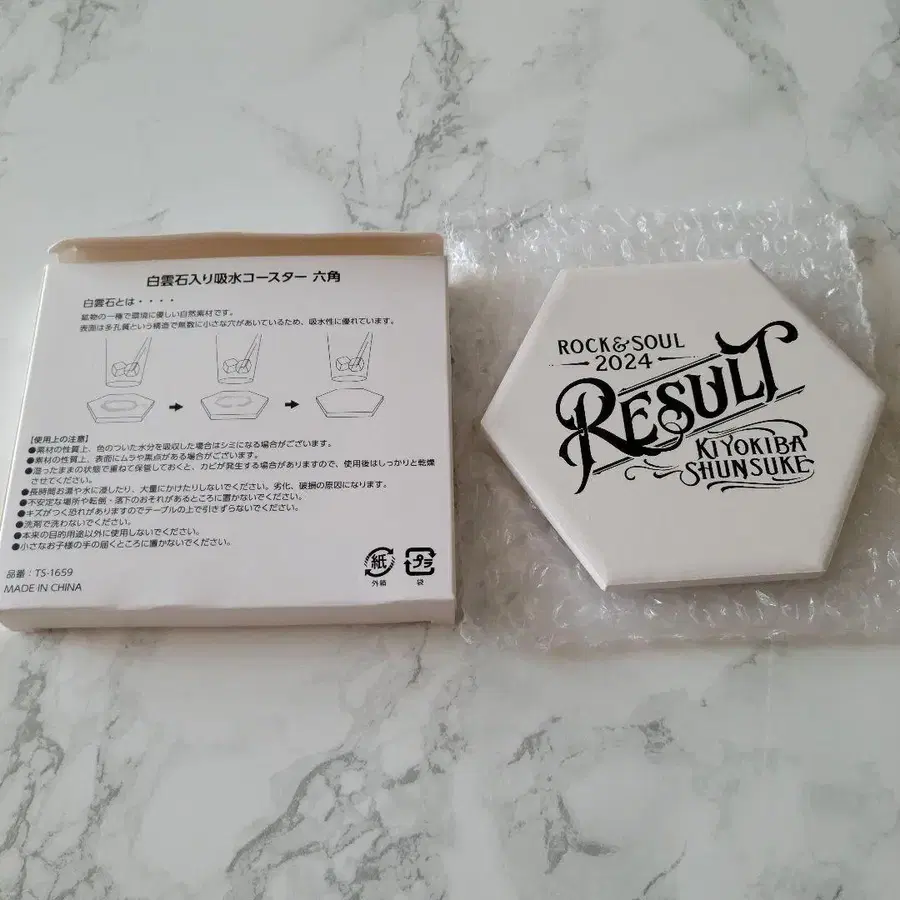 白雲石入り吸水コースター 六角
白雲石とは・・・・
鉱物の一種で環境に優しい自然素材です。
表面は多孔質という構造で無数に小さな穴があいているため、吸水性に優れています。
【使用上の注意】
●素材の性質上、色のついた水分を吸収した場合はシミになる場合がございます。
●素材の性質上、表面にムラや黒点がある場合がございます。
●湿ったままの状態で重ねて保管しておくと、カビが発生する場合がありますので、使用後はしっかりと乾燥
させてください。
●長時間お湯や水に浸したり、大量にかけたりしないでください。劣化、破損の原因になります。
●不安定な場所や転倒・落下のおそれがあるところに置かないでください。
●キズがつく恐れがありますのでテーブルの上で引きずらないでください。
●洗剤で洗わないでください。
●本来の目的用途以外に使用しないでください。
●小さなお子様の手の届くところに置かないでください。
品番：TS-1659
MADE IN CHINA
紙
外箱
プラ
袋
ROCK&SOUL
2024
RESULT
KIYOKIBA
SHUNSUKE